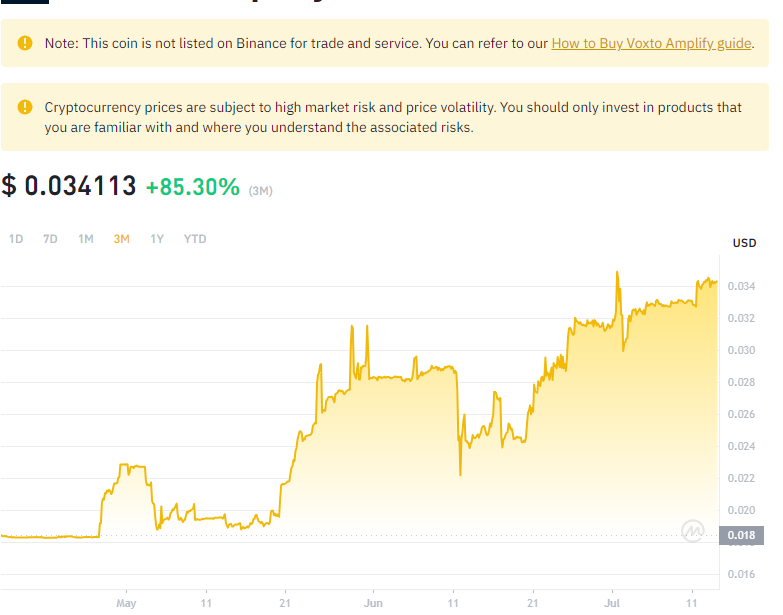 Note: This coin is not listed on Binance for trade and service. You can refer to our How to Buy Voxto Amplify guide.
Cryptocurrency prices are subject to high market risk and price volatility. You should only invest in products that
you are familiar with and where you understand the associated risks.
$ 0.034113 +85.30% (3M)
1D 7D 1M 3M 1Y YTD
USD
0.034
0.032
0.030
0.028
0.026
0.024
0.022
0.020
0.018
0.016
May 11 21 Jun 11 21 Jul 11